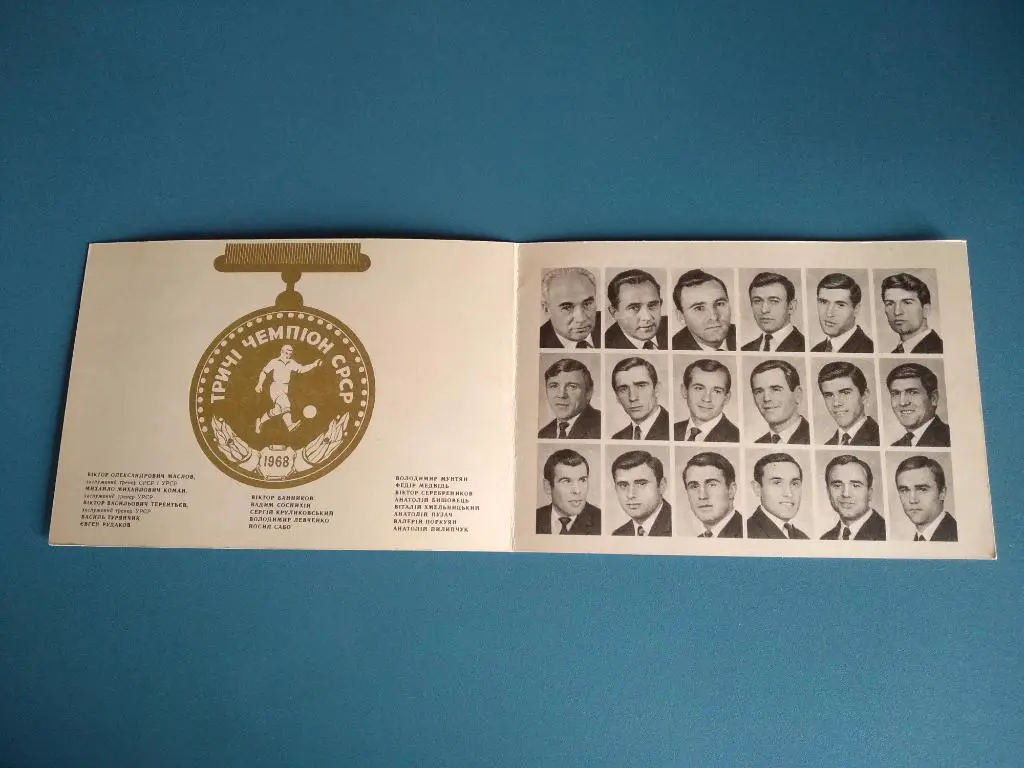 ТРИЧІ ЧЕМПІОН СРСР
1968
ВІКТОР ОЛЕКСАНДРОВИЧ МАСЛОВ,
заслужений тренер СРСР і УРСР
МИХАЙЛО МИХАЙЛОВИЧ КОМАН,
заслужений тренер УРСР
ВІКТОР ВАСИЛЬОВИЧ ТЕРЕНТЬЄВ,
заслужений тренер УРСР
ВАСИЛЬ ТУРЯНЧИК
ЄВГЕН РУДАКОВ
ВІКТОР БАННИКОВ
ВАДИМ СОСНИХІН
СЕРГІЙ КРУЛИКОВСЬКИЙ
ВОЛОДИМИР ЛЕВЧЕНКО
ЙОСИП САБО
ВОЛОДИМИР МУНТЯН
ФЕДІР МЕДВІДЬ
ВІКТОР СЕРЕБРЕНИКОВ
АНАТОЛІЙ БИШОВЕЦЬ
ВІТАЛІЙ ХМЕЛЬНИЦЬКИЙ
АНАТОЛІЙ ПУЗАЧ
ВАЛЕРІЙ ПОРКУЯН
АНАТОЛІЙ ПИЛИПЧУК